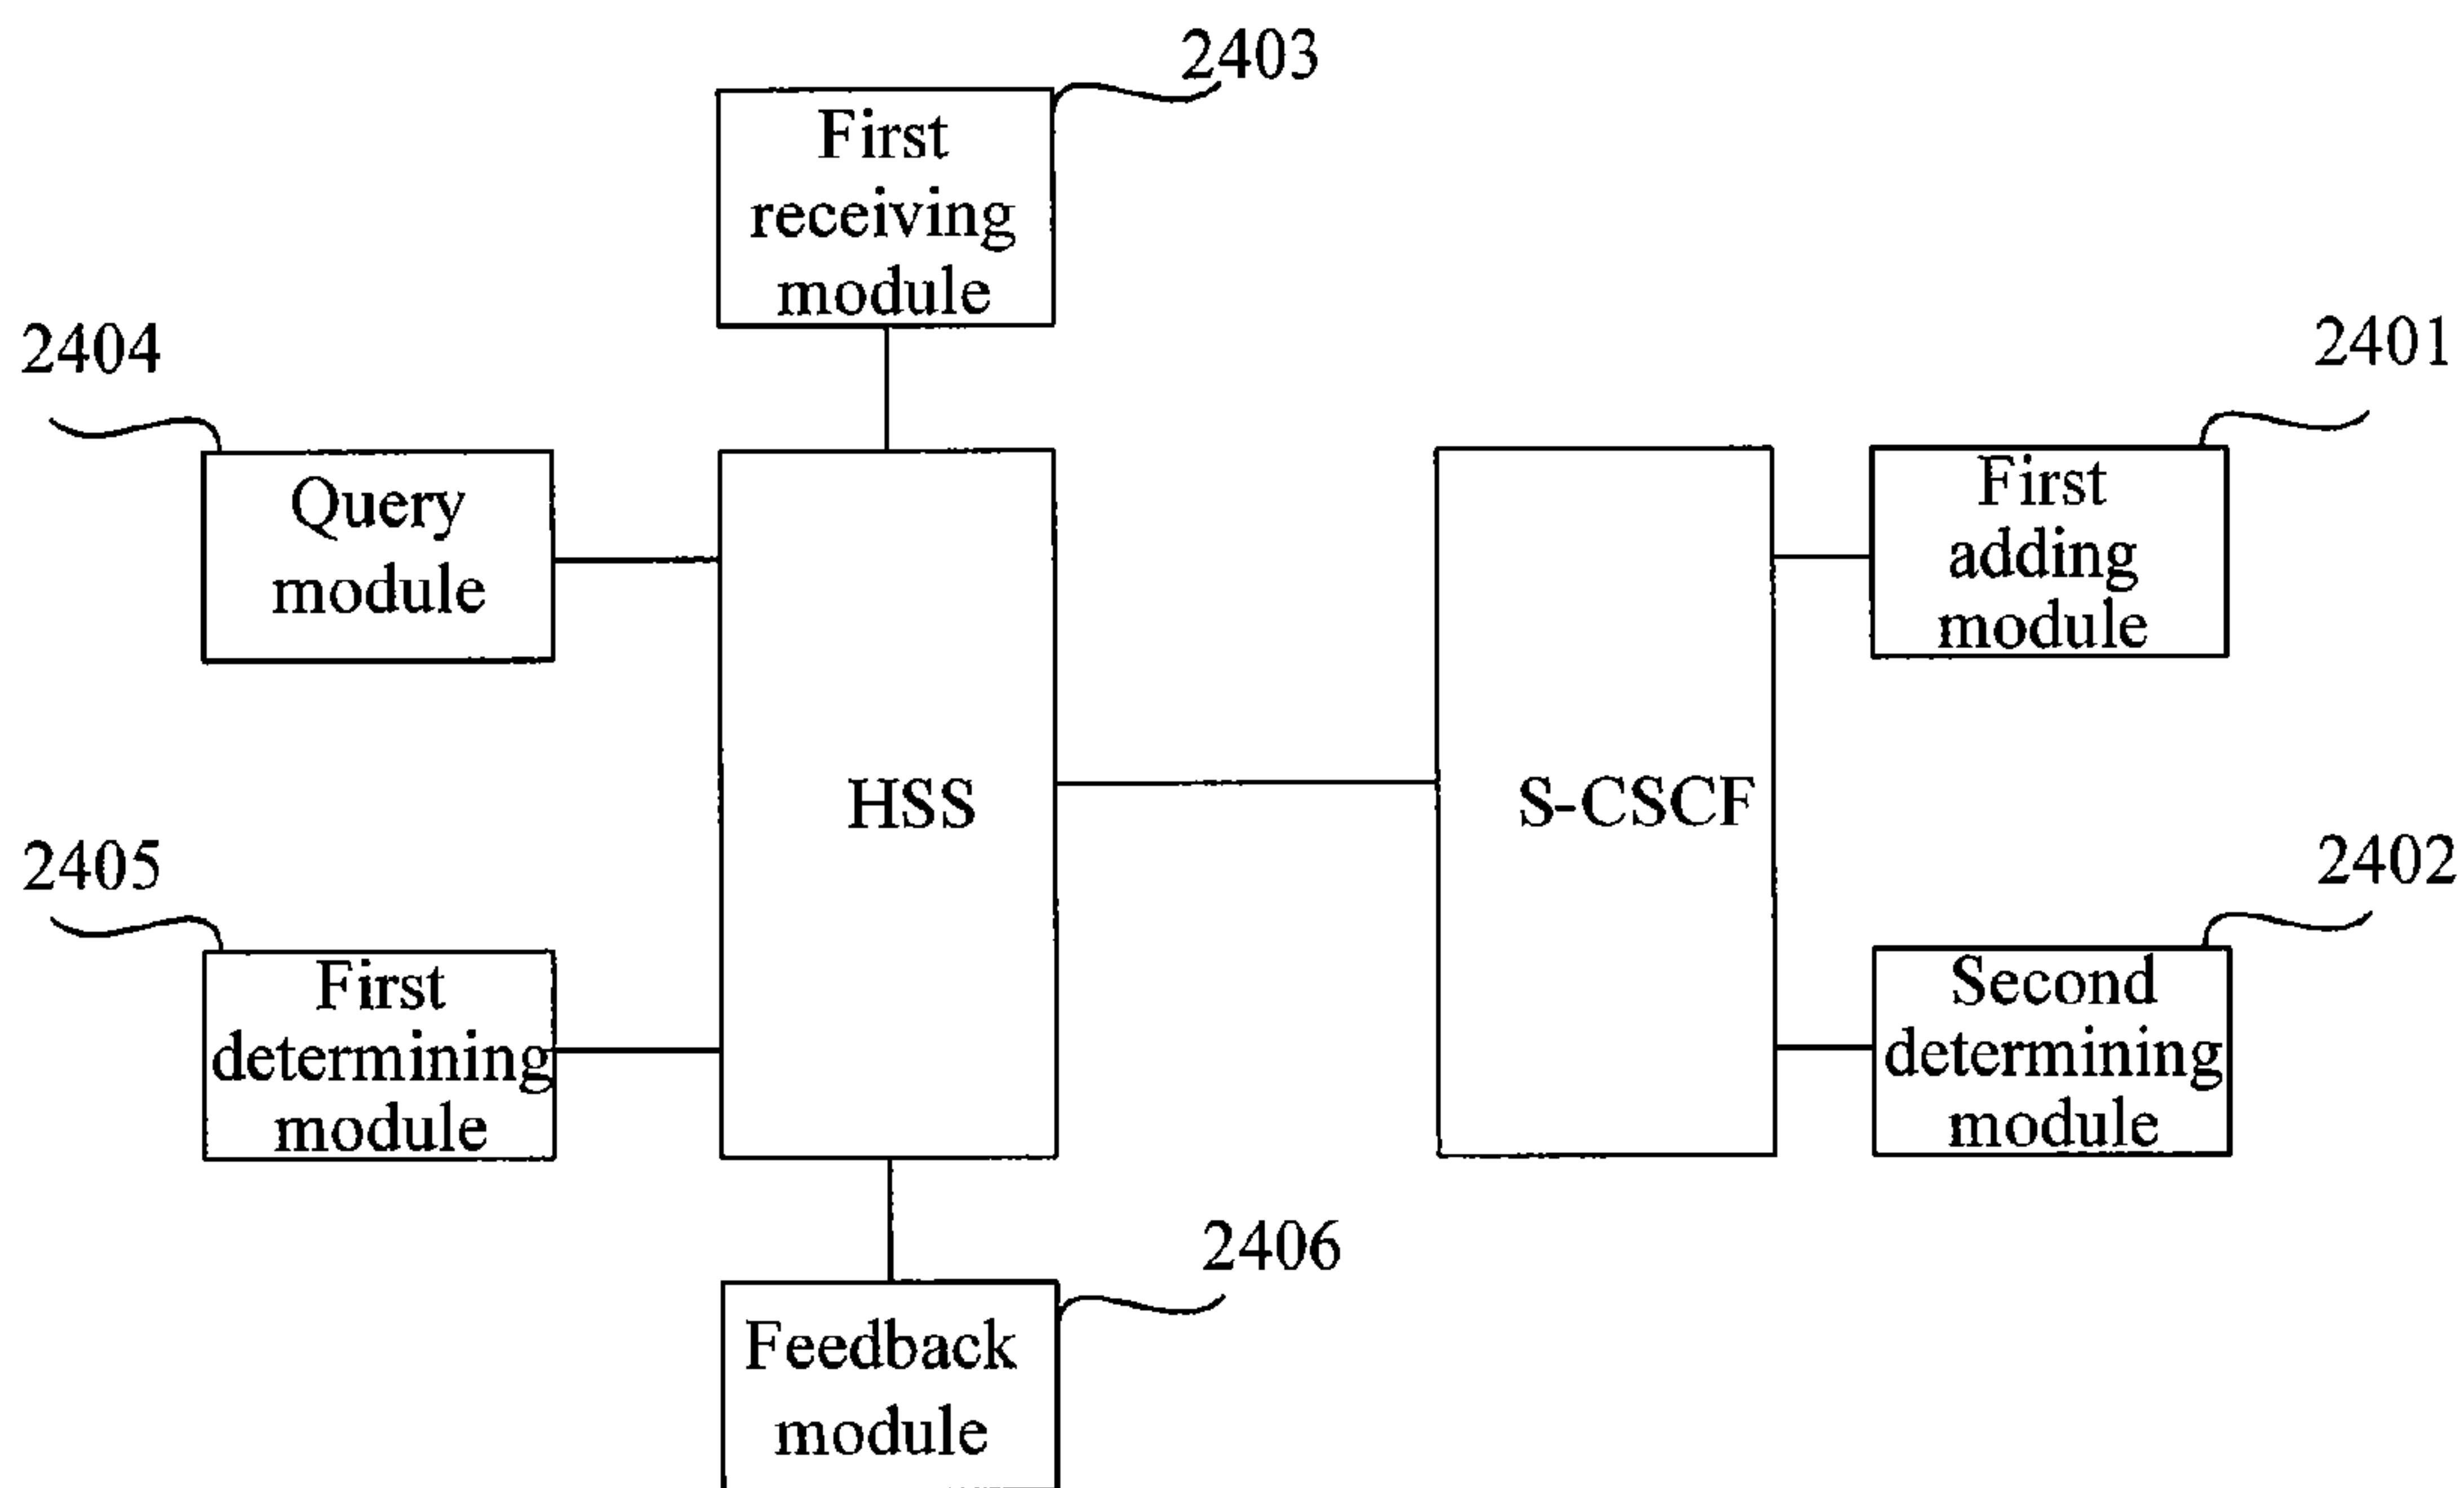 2403
First
receiving
module
2404
2401
Query
module
First
adding
module
HSS
S-CSCF
2405
2402
First
determining
module
Second
determining
module
2406
Feedback
module